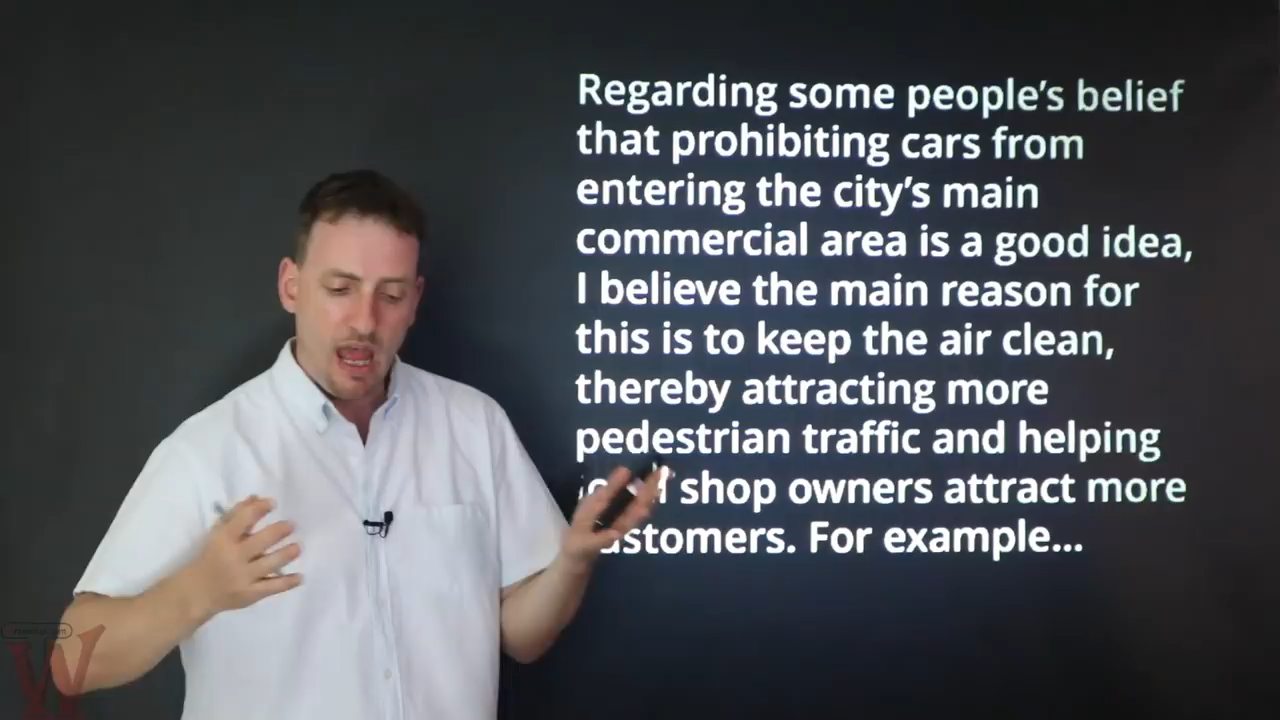 Regarding some people's belief
that prohibiting cars from
entering the city's main
commercial area is a good idea,
I believe the main reason for
this is to keep the air clean,
thereby attracting more
pedestrian traffic and helping
shop owners attract more
customers. For example...